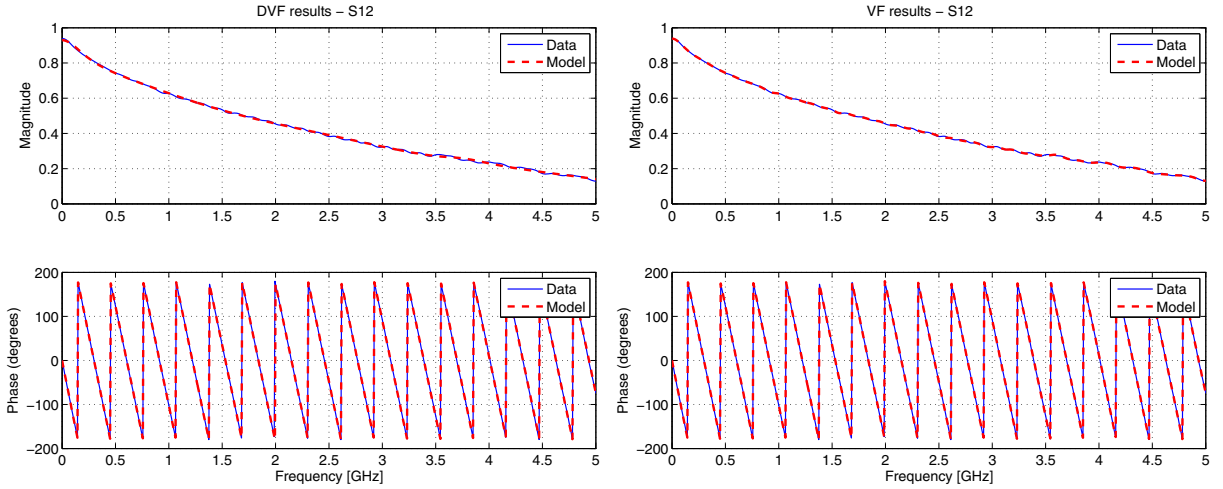 DVF results − S12
1
0.8
0.6
0.4
0.2
0
Magnitude
Data
Model
0 0.5 1 1.5 2 2.5 3 3.5 4 4.5 5
200
100
0
−100
−200
Phase (degrees)
Data
Model
0 0.5 1 1.5 2 2.5 3 3.5 4 4.5 5
Frequency [GHz]
VF results − S12
1
0.8
0.6
0.4
0.2
0
Magnitude
Data
Model
0 0.5 1 1.5 2 2.5 3 3.5 4 4.5 5
200
100
0
−100
−200
Phase (degrees)
Data
Model
0 0.5 1 1.5 2 2.5 3 3.5 4 4.5 5
Frequency [GHz]